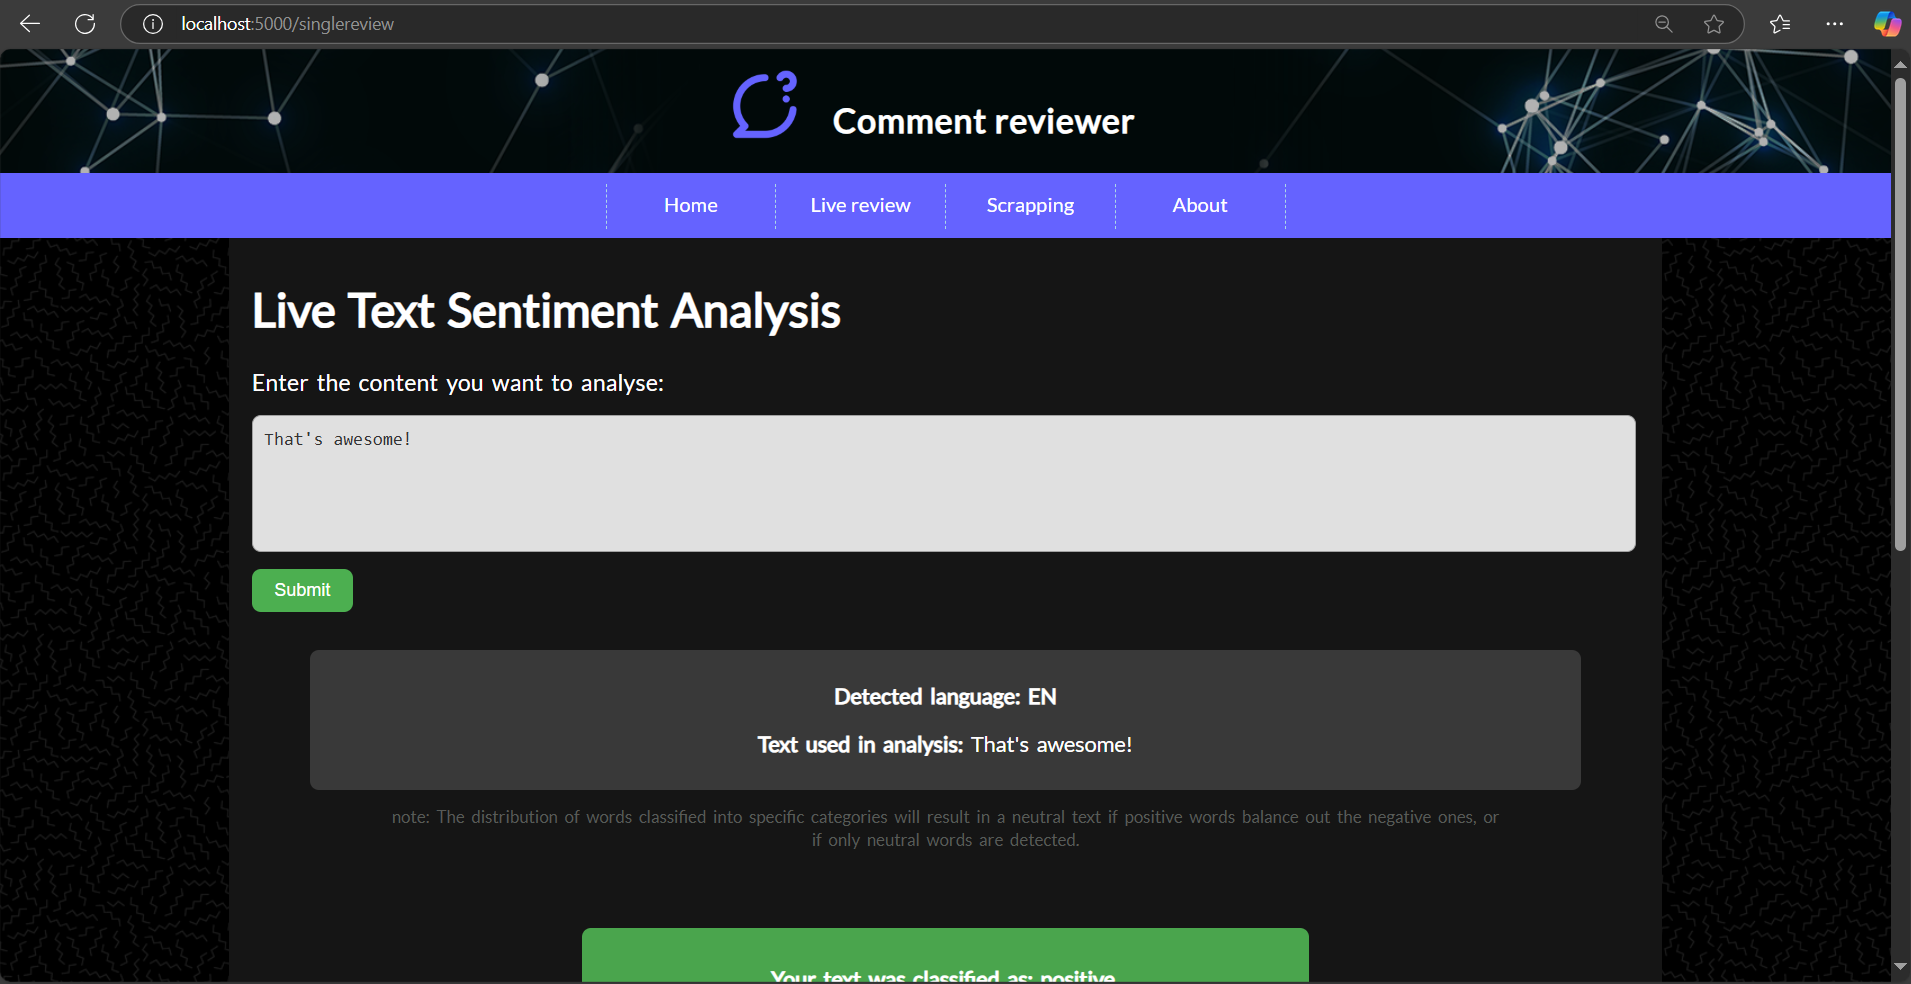 localhost:5000/singlereview
Comment reviewer
Home
Live review
Scrapping
About
Live Text Sentiment Analysis
Enter the content you want to analyse:
That's awesome!
Submit
Detected language: EN
Text used in analysis: That's awesome!
note: The distribution of words classified into specific categories will result in a neutral text if positive words balance out the negative ones, or
if only neutral words are detected.
Your text was classified as: positive